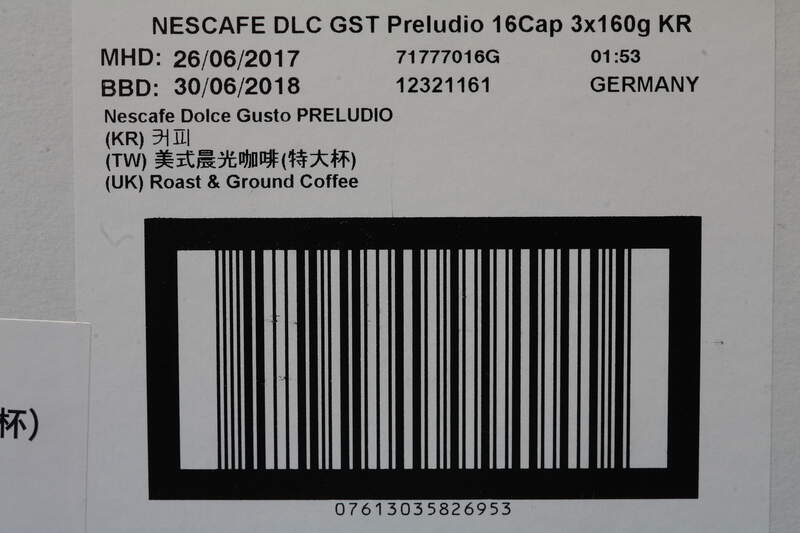 NESCAFE DLC GST Preludio 16Cap 3x160g KR
MHD: 26/06/2017 71777016G 01:53
BBD: 30/06/2018 12321161 GERMANY
Nescafe Dolce Gusto PRELUDIO
(KR) 커피
(TW) 美式晨光咖啡(特大杯)
(UK) Roast & Ground Coffee
杯)
07613035826953